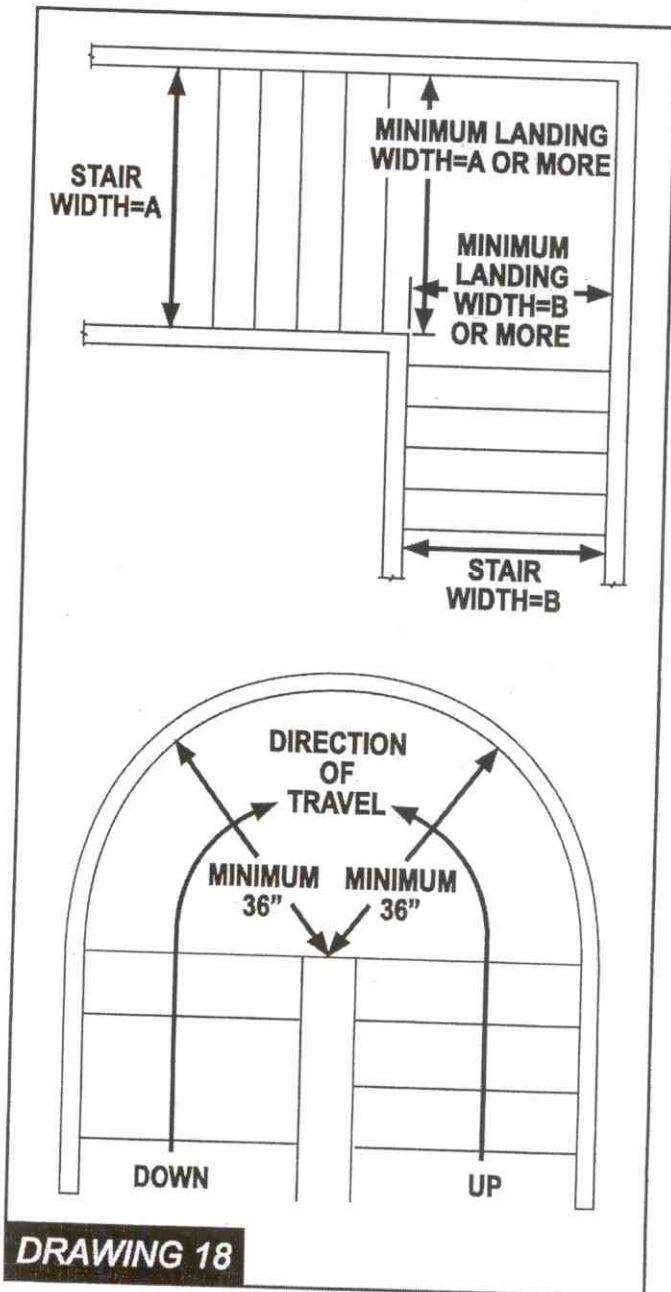 STAIR
WIDTH=A
MINIMUM LANDING
WIDTH=A OR MORE
MINIMUM
LANDING
WIDTH=B
OR MORE
STAIR
WIDTH=B
DIRECTION
OF
TRAVEL
MINIMUM
36”
MINIMUM
36”
DOWN
UP
DRAWING 18